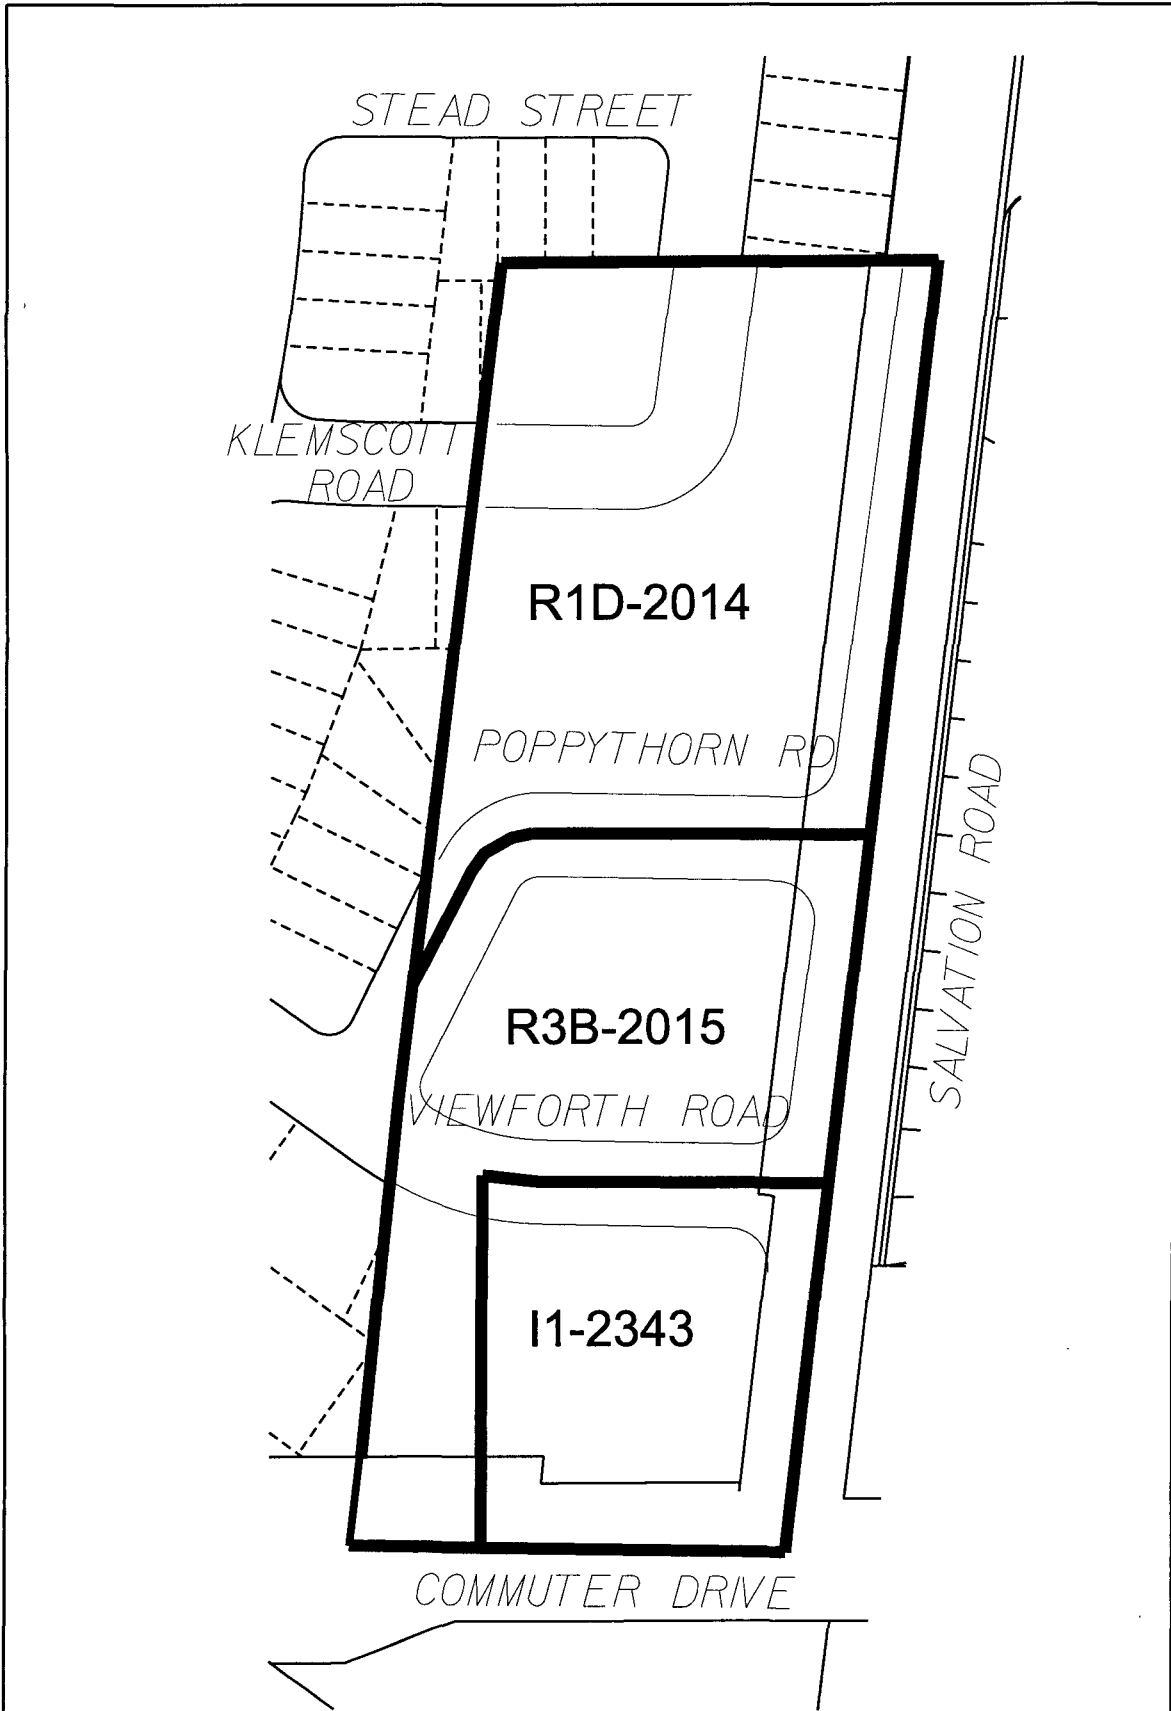 STEAD STREET
KLEMSCOTT
ROAD
R1D-2014
POPPYTHORN RD
SALVATION ROAD
R3B-2015
VIEWFORTH ROAD
I1-2343
COMMUTER DRIVE